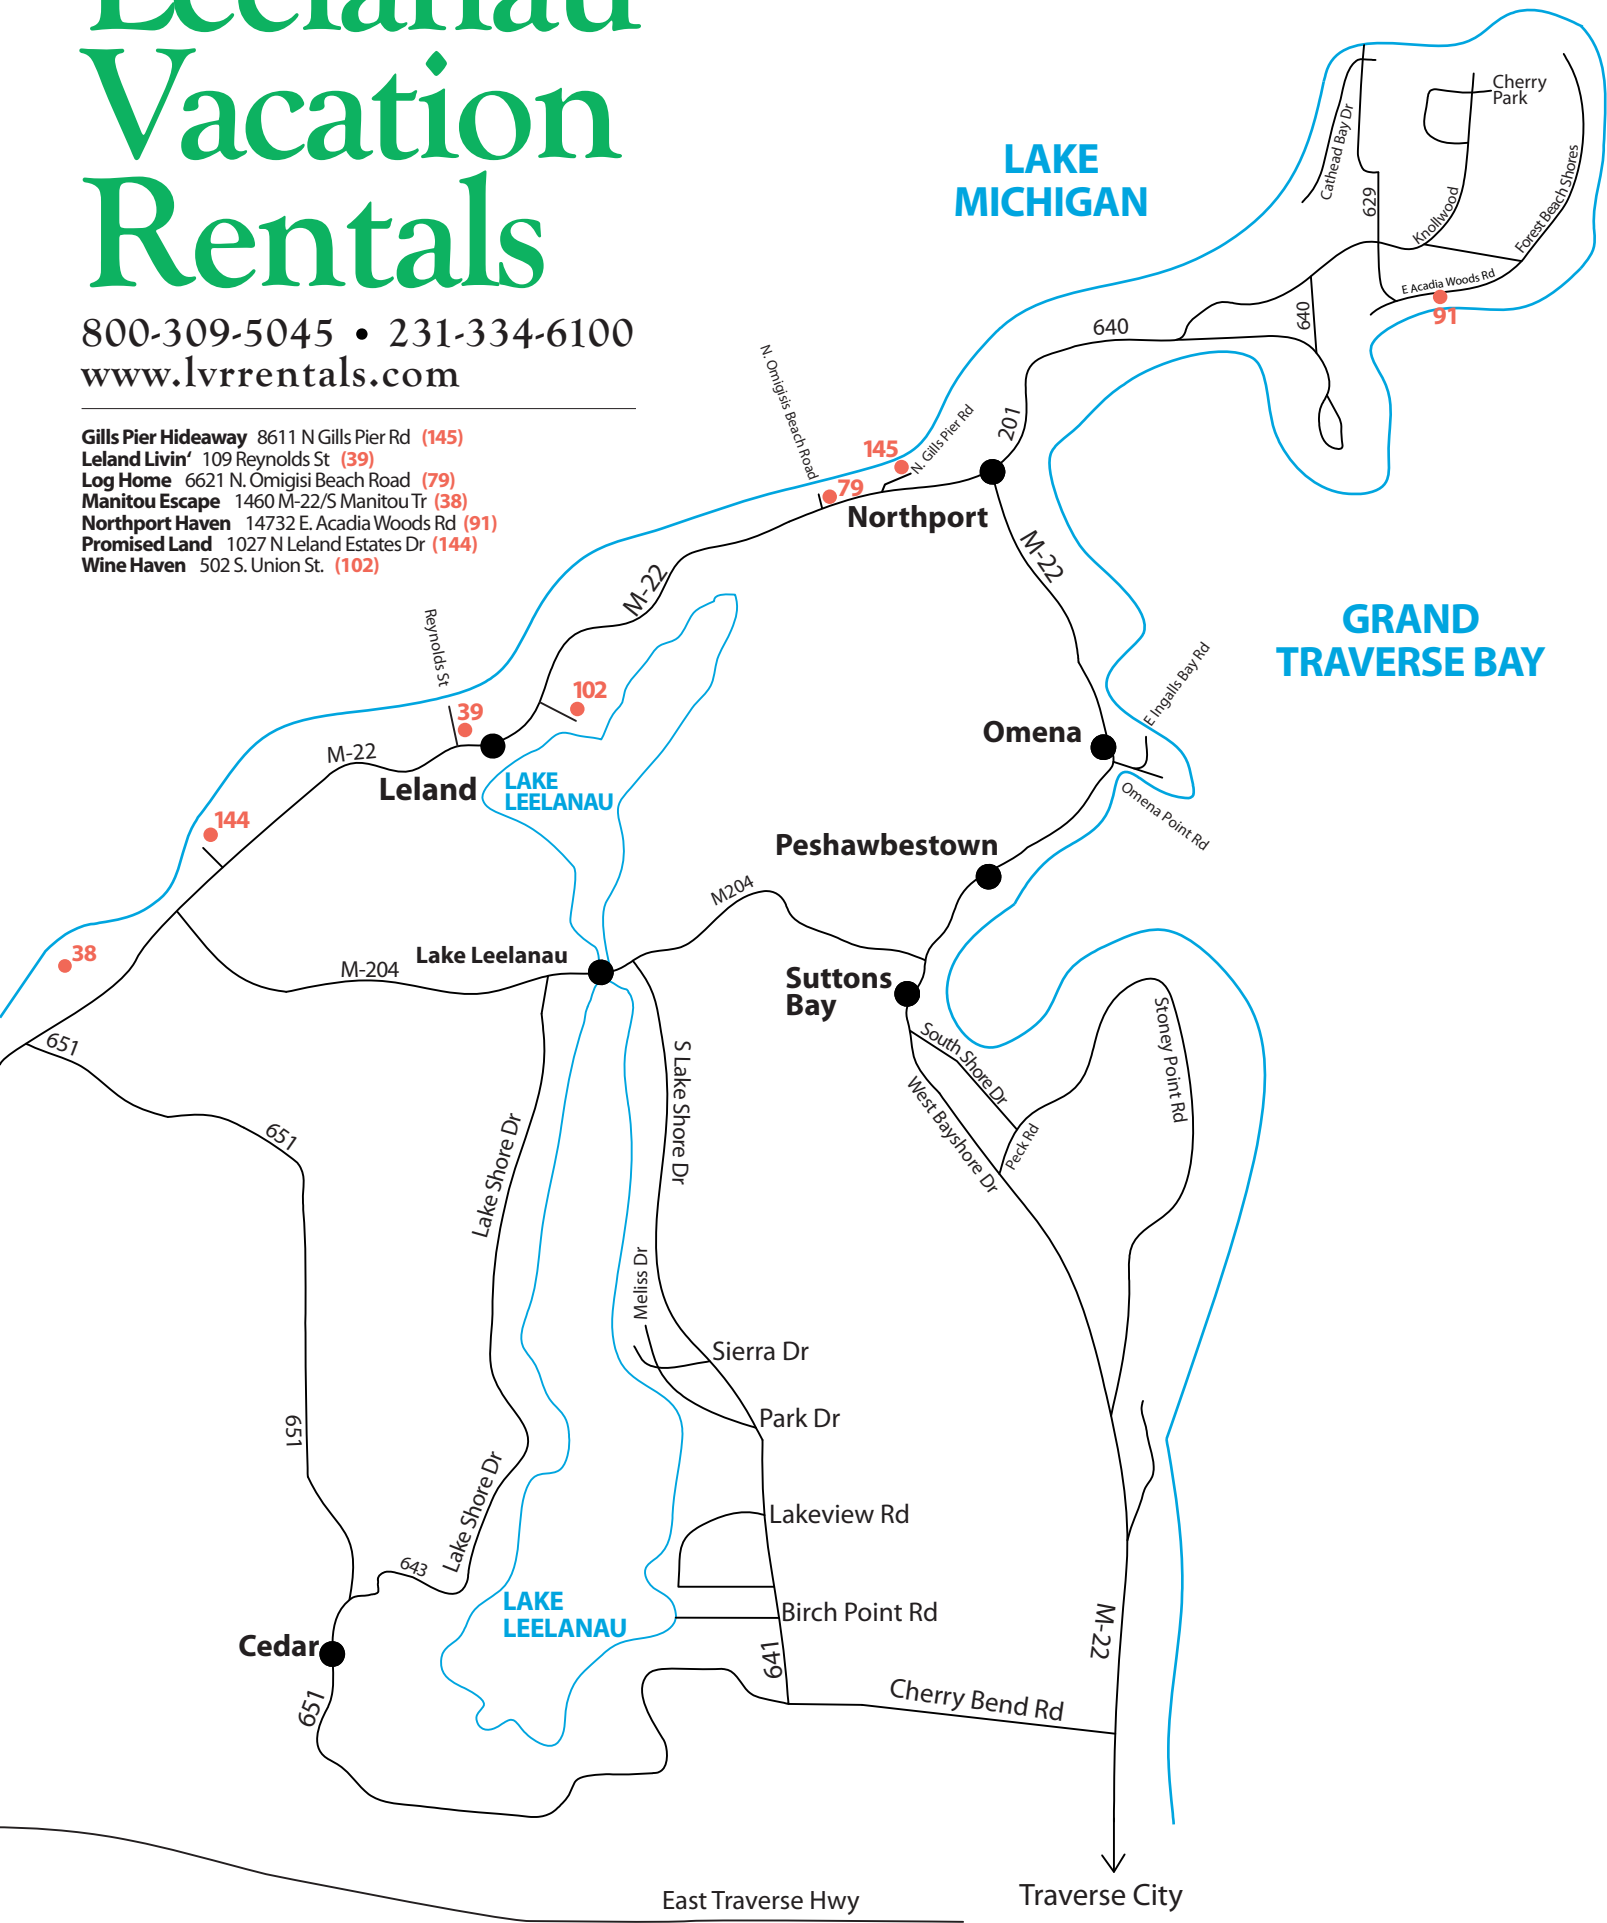 Leelanau
Vacation
Rentals
800-309-5045 • 231-334-6100
www.lvrrentals.com
Gills Pier Hideaway 8611 N Gills Pier Rd (145)
Leland Livin‘ 109 Reynolds St (39)
Log Home 6621 N. Omigisi Beach Road (79)
Manitou Escape 1460 M-22/S Manitou Tr (38)
Northport Haven 14732 E. Acadia Woods Rd (91)
Promised Land 1027 N Leland Estates Dr (144)
Wine Haven 502 S. Union St. (102)
LAKE
MICHIGAN
Cherry
Park
Cathead Bay Dr
629
Knollwood
Forest Beach Shores
E Acadia Woods Rd
91
640
640
201
N. Omigisis Beach Road
145
N. Gills Pier Rd
79
Northport
M-22
M-22
GRAND
TRAVERSE BAY
Reynolds St
102
39
E Ingalls Bay Rd
Omena
M-22
Leland
LAKE
LEELANAU
Omena Point Rd
144
Peshawbestown
M204
38
Lake Leelanau
M-204
Suttons
Bay
651
South Shore Dr
Stoney Point Rd
S Lake Shore Dr
West Bayshore Dr
Peck Rd
651
Lake Shore Dr
Meliss Dr
Sierra Dr
Park Dr
651
Lake Shore Dr
Lakeview Rd
643
LAKE
LEELANAU
Birch Point Rd
Cedar
641
M-22
651
Cherry Bend Rd
East Traverse Hwy
Traverse City